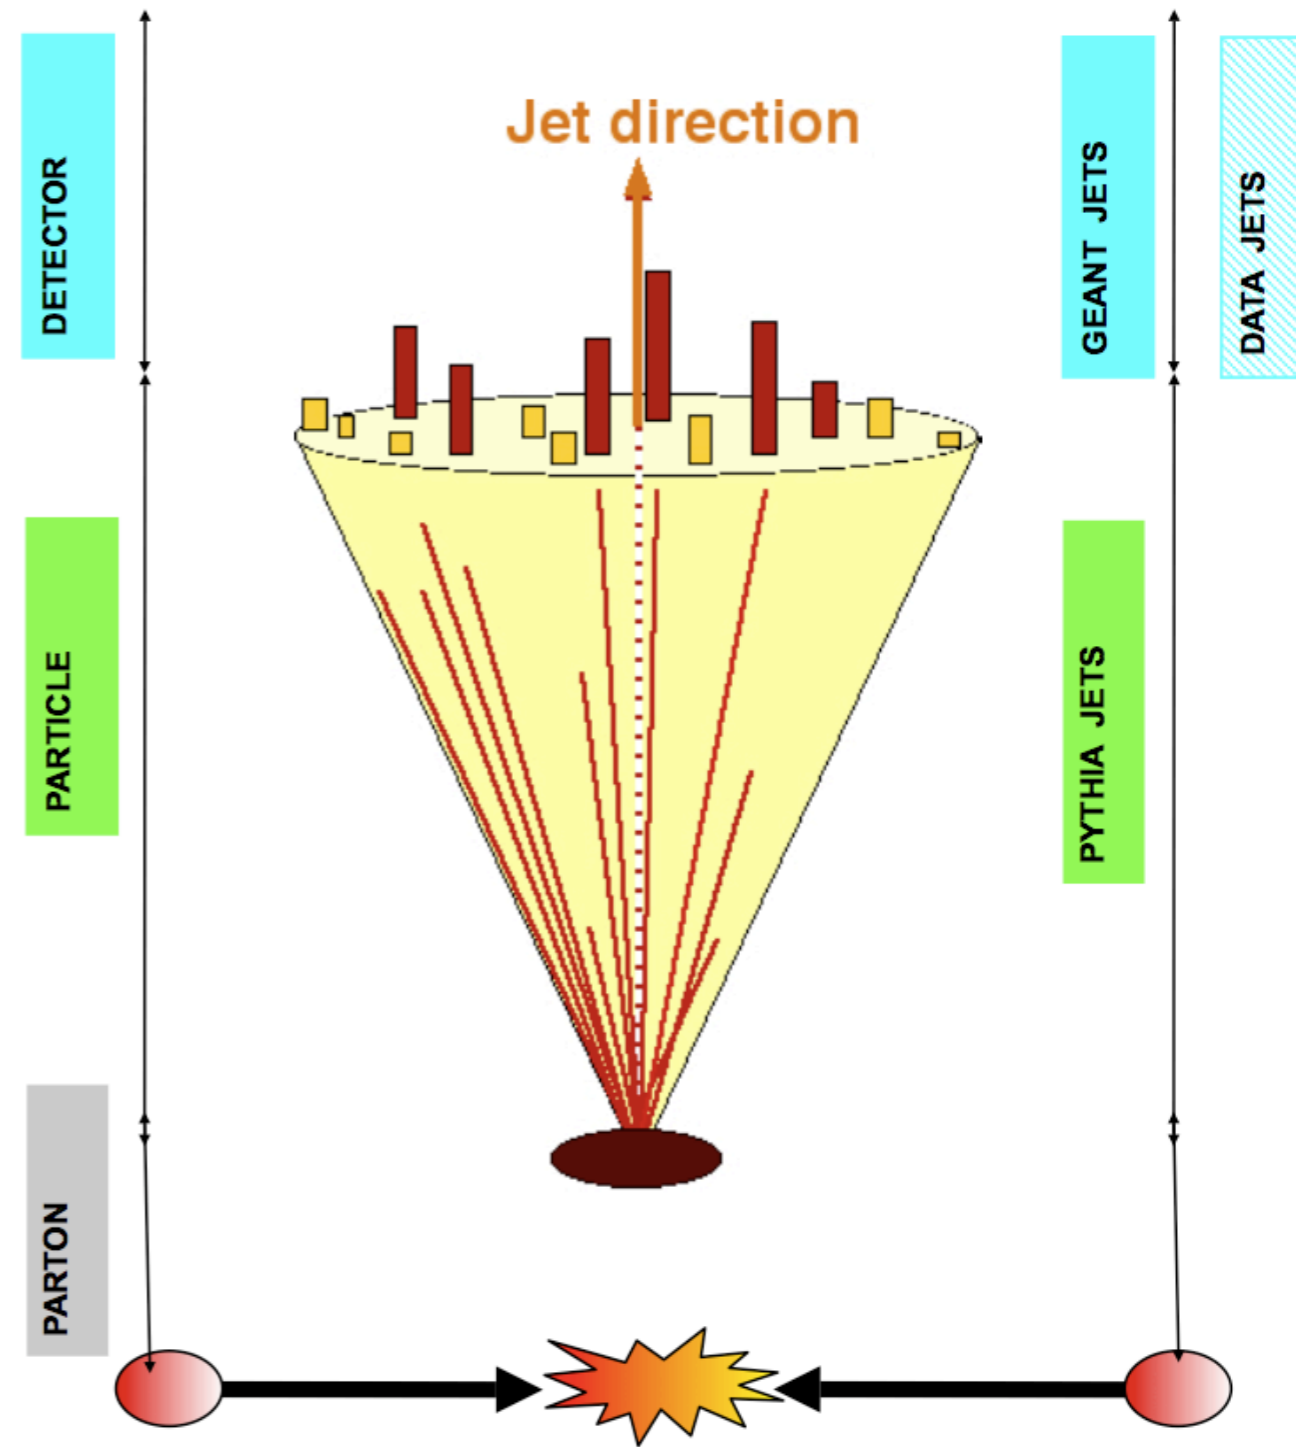 Jet direction
DETECTOR
GEANT JETS
DATA JETS
PARTICLE
PYTHIA JETS
PARTON